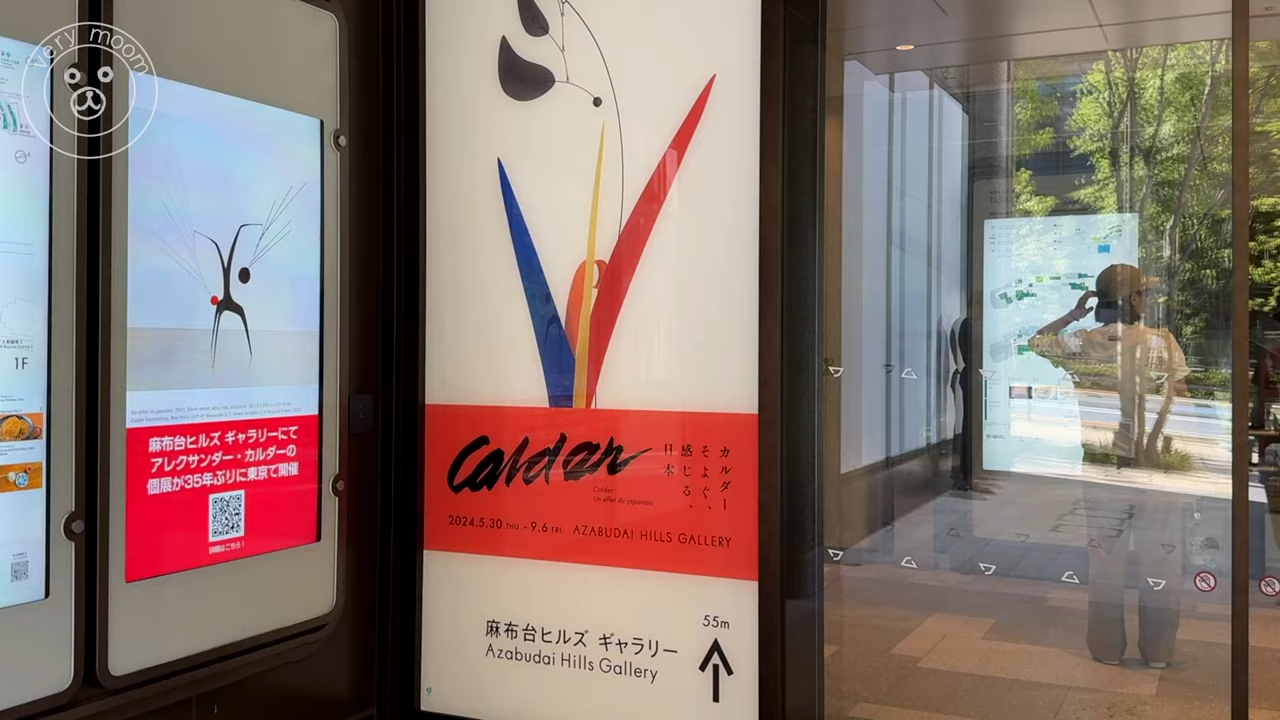 very moom
1F
麻布台ヒルズ ギャラリーにて
アレクサンダー・カルダーの
個展が35年ぶりに東京で開催
詳細はこちら！
Calder
カルダー：
そよぐ、
感じる、
日本
Calder:
Un effet du japonais
2024.5.30 THU. - 9.6 FRI. AZABUDAI HILLS GALLERY
55m
麻布台ヒルズ ギャラリー
Azabudai Hills Gallery